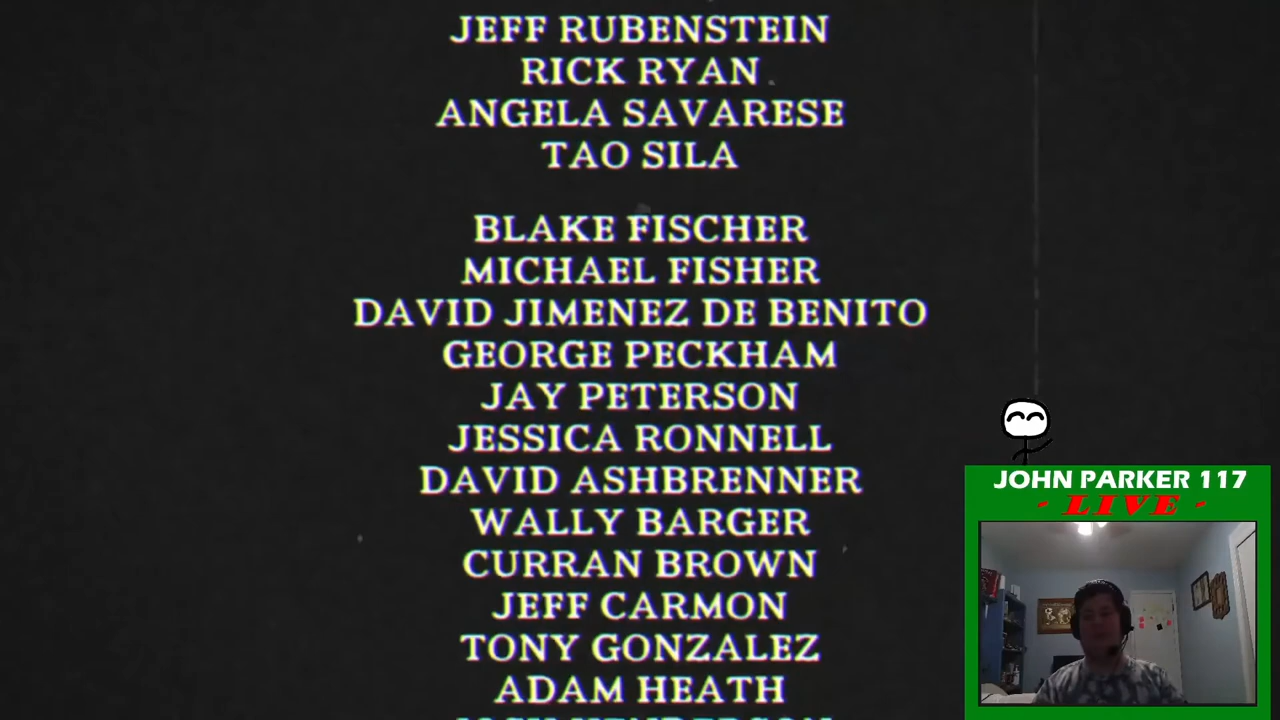 JEFF RUBENSTEIN
RICK RYAN
ANGELA SAVARESE
TAO SILA
BLAKE FISCHER
MICHAEL FISHER
DAVID JIMENEZ DE BENITO
GEORGE PECKHAM
JAY PETERSON
JESSICA RONNELL
DAVID ASHBRENNER
WALLY BARGER
CURRAN BROWN
JEFF CARMON
TONY GONZALEZ
ADAM HEATH
JOHN PARKER 117
- LIVE -